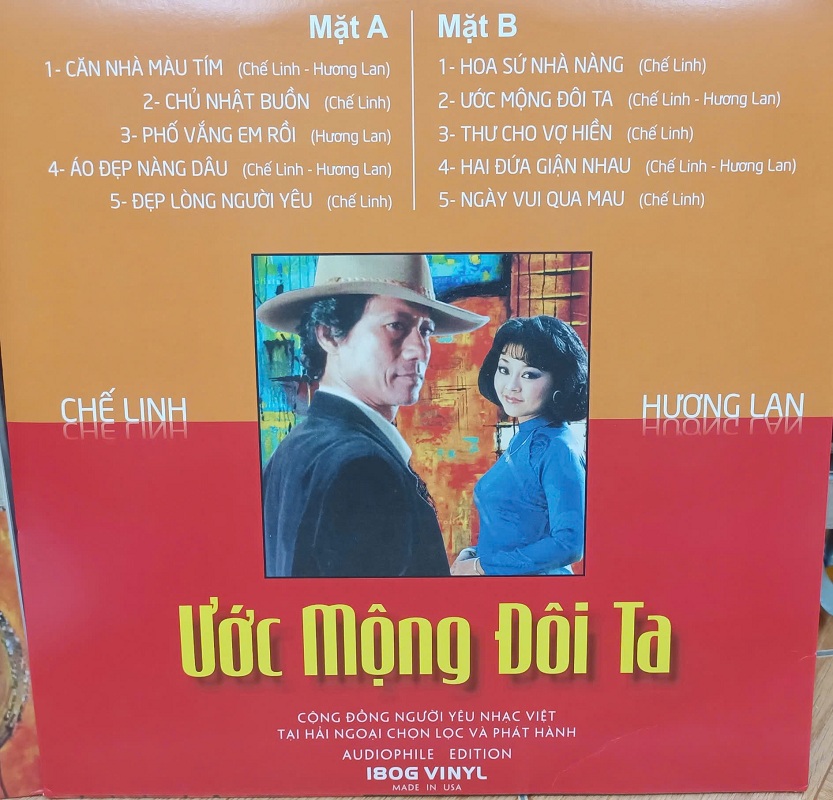 Mặt A
1- CĂN NHÀ MÀU TÍM (Chế Linh - Hương Lan)
2- CHỦ NHẬT BUỒN (Chế Linh)
3- PHỐ VẮNG EM RỒI (Hương Lan)
4- ÁO ĐẸP NÀNG DÂU (Chế Linh - Hương Lan)
5- ĐẸP LÒNG NGƯỜI YÊU (Chế Linh)
Mặt B
1- HOA SỨ NHÀ NÀNG (Chế Linh)
2- ƯỚC MỘNG ĐÔI TA (Chế Linh - Hương Lan)
3- THƯ CHO VỢ HIỀN (Chế Linh)
4- HAI ĐỨA GIẬN NHAU (Chế Linh - Hương Lan)
5- NGÀY VUI QUA MAU (Chế Linh)
CHẾ LINH
HƯƠNG LAN
Ước Mộng Đôi Ta
CỘNG ĐỒNG NGƯỜI YÊU NHẠC VIỆT
TẠI HẢI NGOẠI CHỌN LỌC VÀ PHÁT HÀNH
AUDIOPHILE EDITION
180G VINYL
MADE IN USA